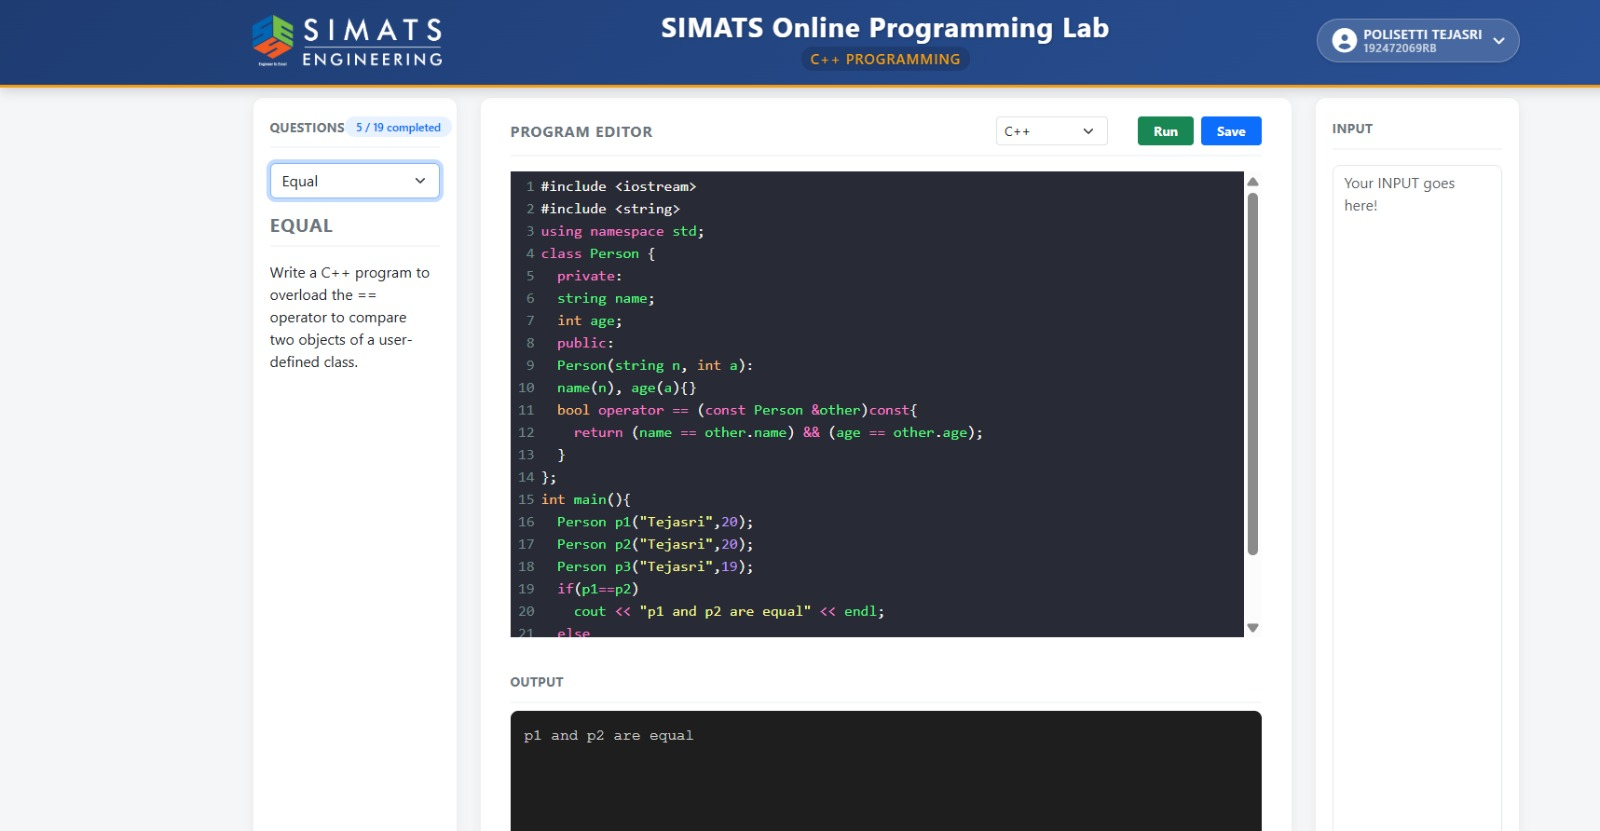 SIMATS
ENGINEERING
Engineer to Excel
SIMATS Online Programming Lab
C++ PROGRAMMING
POLISETTI TEJASRI
192472069RB
QUESTIONS 5 / 19 completed
Equal
EQUAL
Write a C++ program to
overload the ==
operator to compare
two objects of a user-
defined class.
PROGRAM EDITOR
C++
Run
Save
1 #include <iostream>
2 #include <string>
3 using namespace std;
4 class Person {
5   private:
6   string name;
7   int age;
8   public:
9   Person(string n, int a):
10   name(n), age(a){}
11   bool operator == (const Person &other)const{
12     return (name == other.name) && (age == other.age);
13   }
14 };
15 int main(){
16   Person p1("Tejasri",20);
17   Person p2("Tejasri",20);
18   Person p3("Tejasri",19);
19   if(p1==p2)
20     cout << "p1 and p2 are equal" << endl;
21   else
OUTPUT
p1 and p2 are equal
INPUT
Your INPUT goes
here!